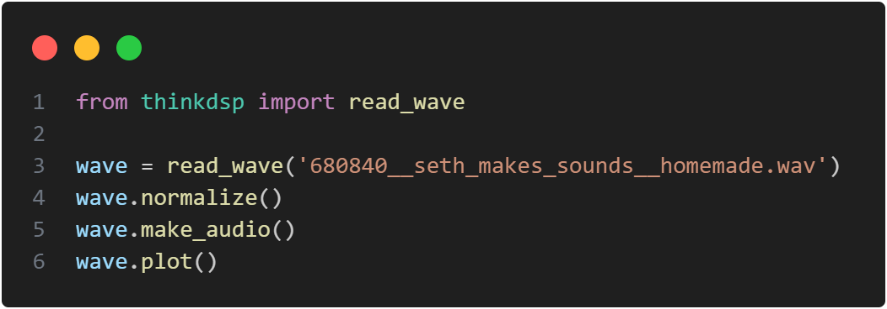 1 from thinkdsp import read_wave
2
3 wave = read_wave('680840__seth_makes_sounds__homemade.wav')
4 wave.normalize()
5 wave.make_audio()
6 wave.plot()